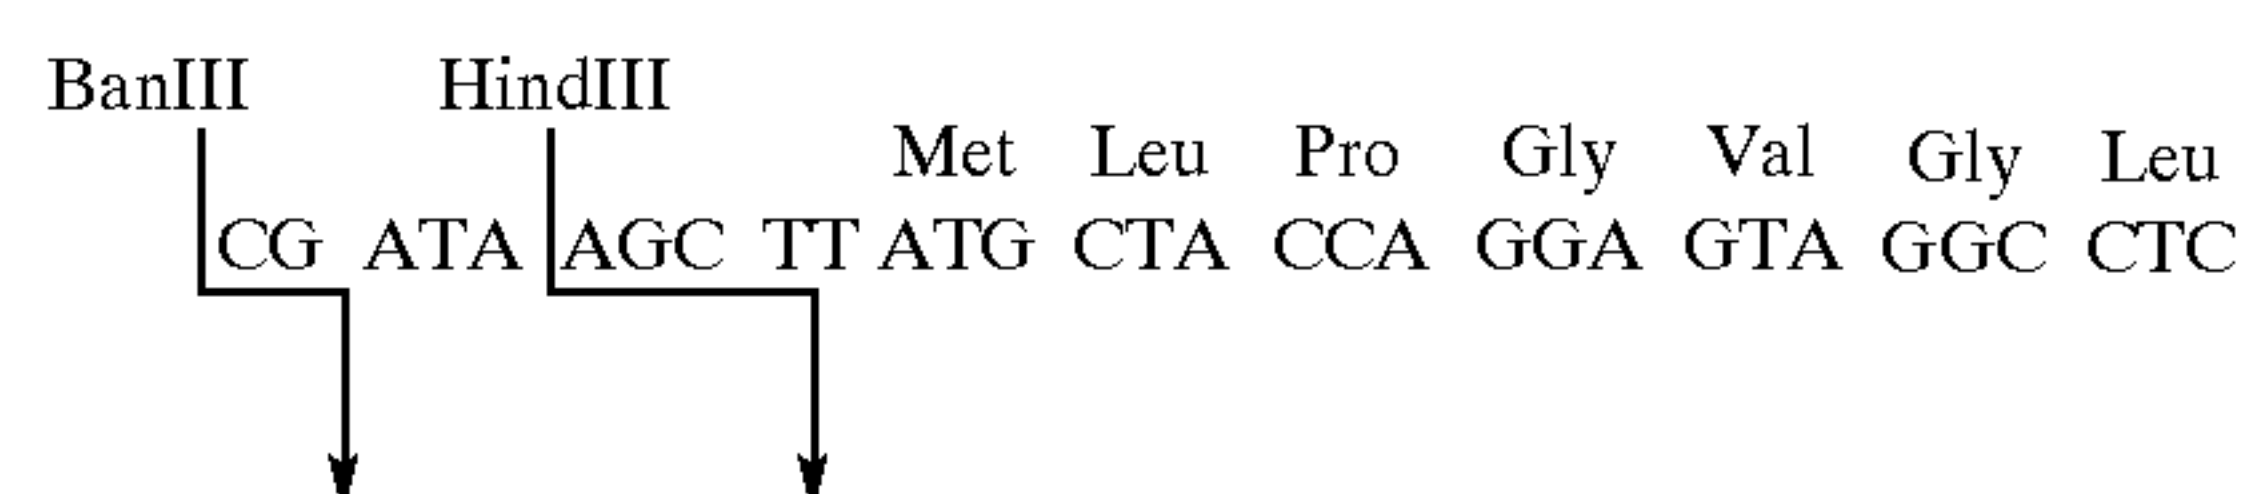 BanIII HindIII
Met Leu Pro Gly Val Gly Leu
CG ATA AGC TT ATG CTA CCA GGA GTA GGC CTC